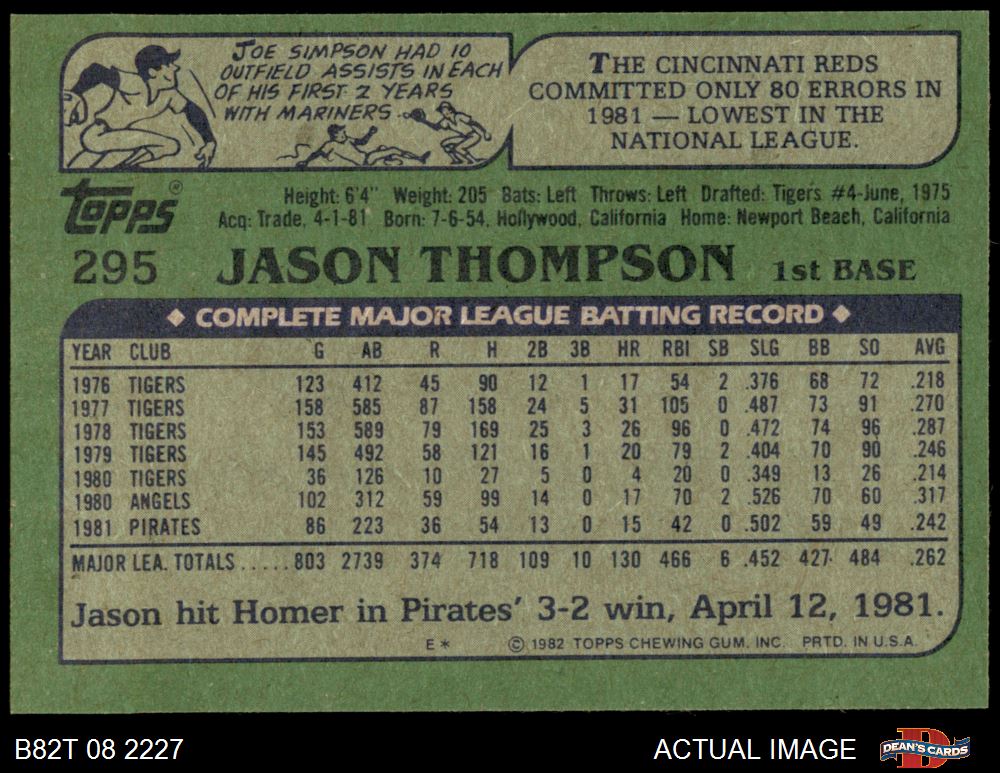 JOE SIMPSON HAD 10
OUTFIELD ASSISTS IN EACH
OF HIS FIRST 2 YEARS
WITH MARINERS.
THE CINCINNATI REDS
COMMITTED ONLY 80 ERRORS IN
1981 — LOWEST IN THE
NATIONAL LEAGUE.
topps®
Height: 6'4" Weight: 205 Bats: Left Throws: Left Drafted: Tigers #4-June, 1975
Acq: Trade, 4-1-81 Born: 7-6-54, Hollywood, California Home: Newport Beach, California
295 JASON THOMPSON 1st BASE
◆ COMPLETE MAJOR LEAGUE BATTING RECORD ◆
YEAR CLUB G AB R H 2B 3B HR RBI SB SLG BB SO AVG
1976 TIGERS 123 412 45 90 12 1 17 54 2 .376 68 72 .218
1977 TIGERS 158 585 87 158 24 5 31 105 0 .487 73 91 .270
1978 TIGERS 153 589 79 169 25 3 26 96 0 .472 74 96 .287
1979 TIGERS 145 492 58 121 16 1 20 79 2 .404 70 90 .246
1980 TIGERS 36 126 10 27 5 0 4 20 0 .349 13 26 .214
1980 ANGELS 102 312 59 99 14 0 17 70 2 .526 70 60 .317
1981 PIRATES 86 223 36 54 13 0 15 42 0 .502 59 49 .242
MAJOR LEA. TOTALS.....803 2739 374 718 109 10 130 466 6 .452 427 484 .262
Jason hit Homer in Pirates' 3-2 win, April 12, 1981.
E* © 1982 TOPPS CHEWING GUM, INC. PRTD. IN U.S.A.
B82T 08 2227 ACTUAL IMAGE DEAN'S CARDS